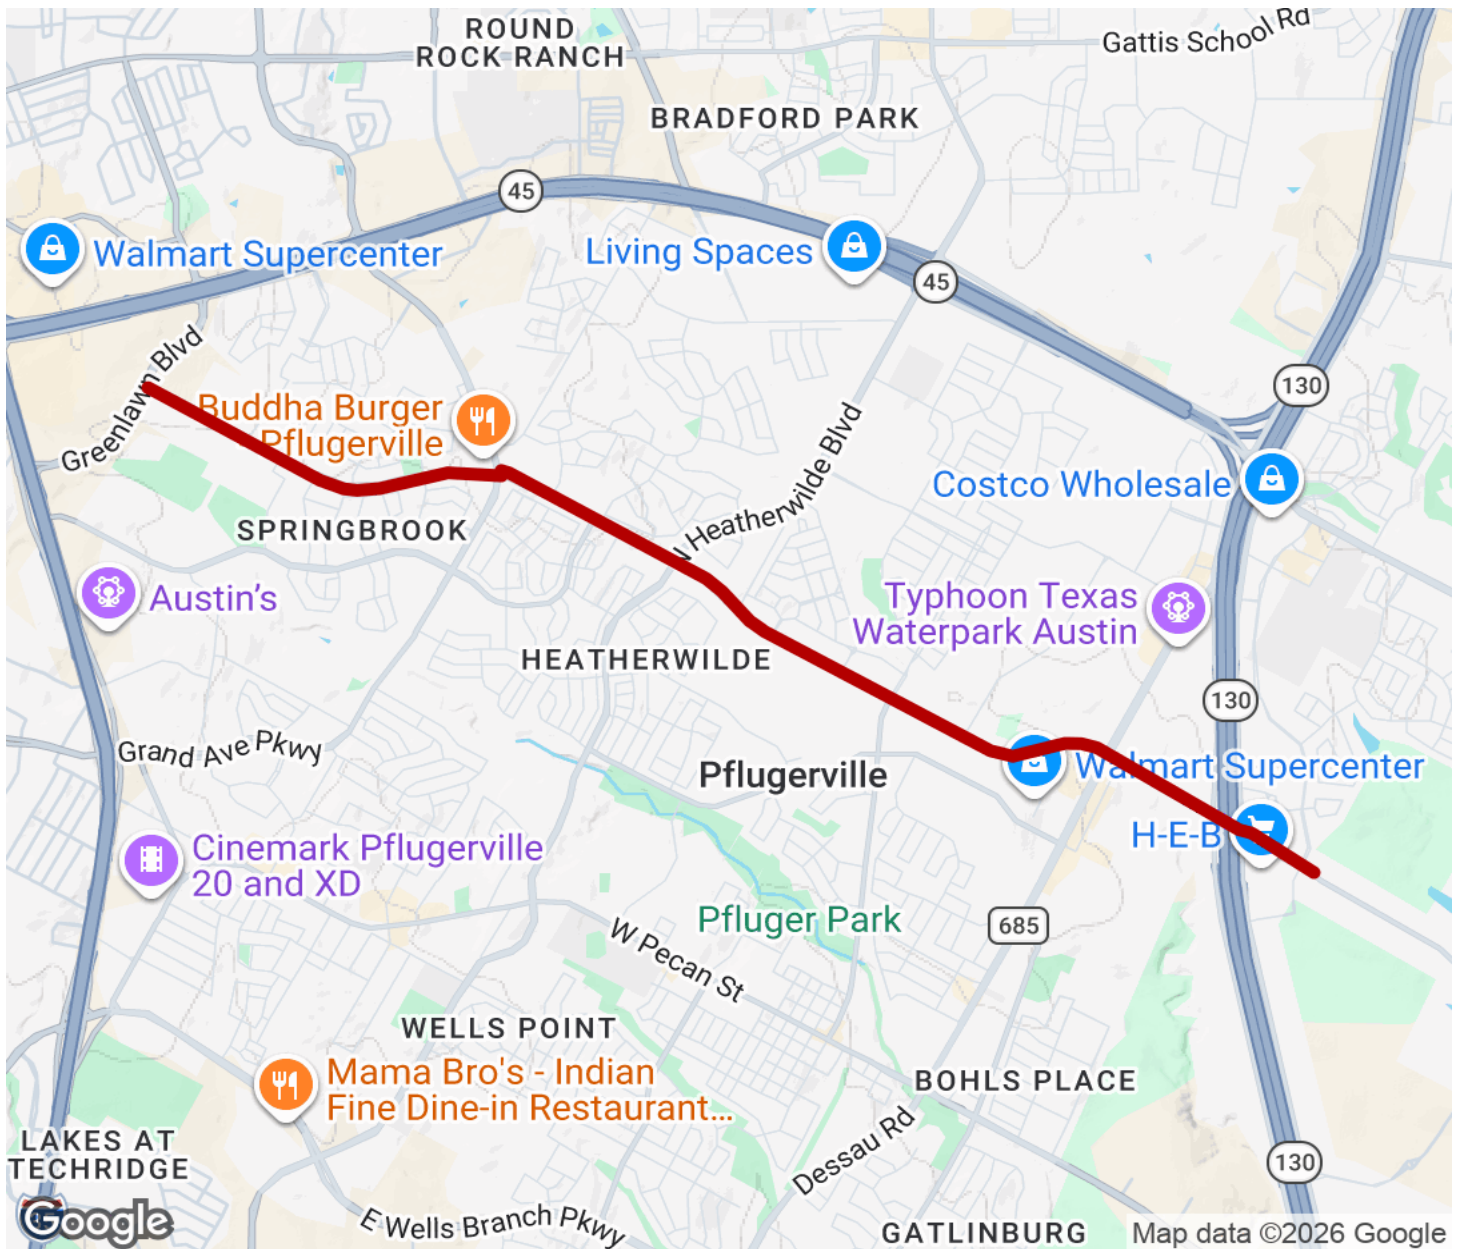 ROUND
ROCK RANCH
Gattis School Rd
BRADFORD PARK
45
Walmart Supercenter
Living Spaces
45
Greenlawn Blvd
130
Buddha Burger
Pflugerville
N Heatherwilde Blvd
Costco Wholesale
SPRINGBROOK
Austin's
Typhoon Texas
Waterpark Austin
HEATHERWILDE
130
Grand Ave Pkwy
Pflugerville
Walmart Supercenter
H-E-B
Cinemark Pflugerville
20 and XD
Pfluger Park
685
W Pecan St
WELLS POINT
Mama Bro's - Indian
Fine Dine-in Restaurant...
BOHLS PLACE
Dessau Rd
LAKES AT
TECHRIDGE
130
E Wells Branch Pkwy
GATLINBURG
Google
Map data ©2026 Google